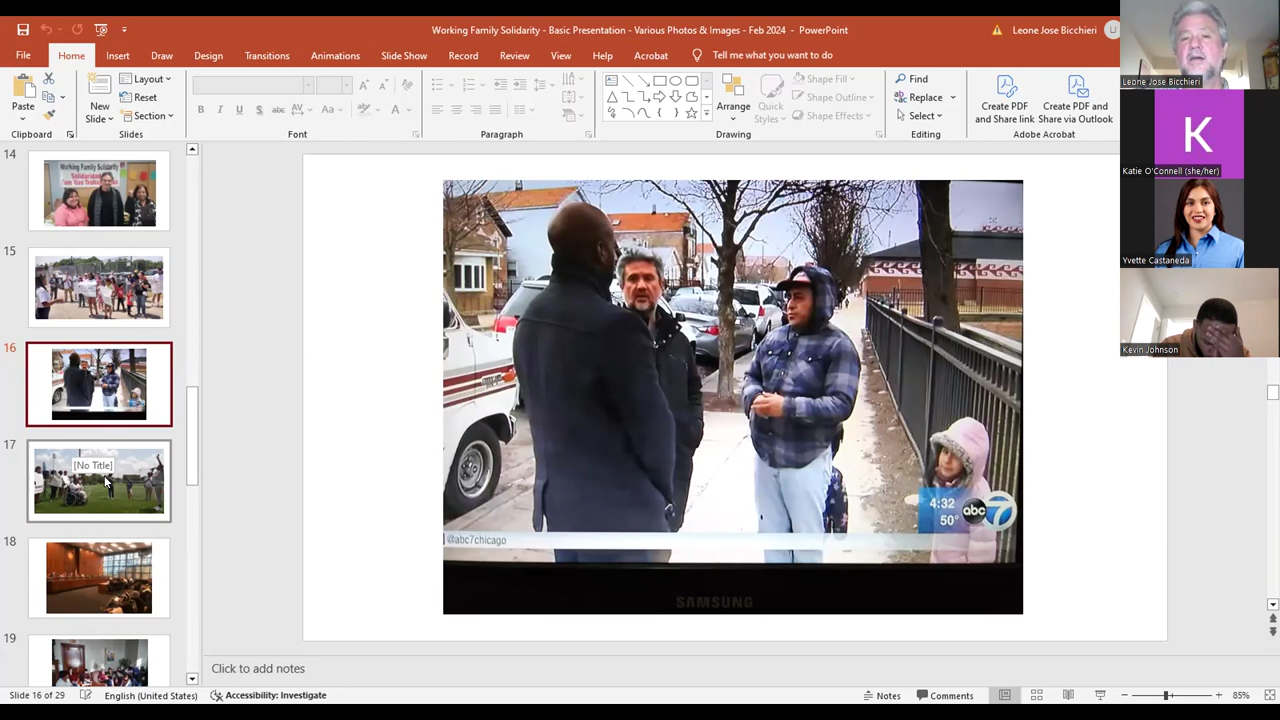 Working Family Solidarity - Basic Presentation - Various Photos & Images - Feb 2024 - PowerPoint
Leone Jose Bicchieri
File
Home
Insert
Draw
Design
Transitions
Animations
Slide Show
Record
Review
View
Help
Acrobat
Tell me what you want to do
Paste
New
Slide
Layout
Reset
Section
B I U S ab AV Aa A
Arrange
Quick
Styles
Shape Fill
Shape Outline
Shape Effects
Find
Replace
Select
Create PDF
and Share link
Create PDF and
Share via Outlook
Clipboard
Slides
Font
Paragraph
Drawing
Editing
Adobe Acrobat
Leone Jose Bicchieri
K
Katie O'Connell (she/her)
Yvette Castaneda
Kevin Johnson
14
Working Family Solidarity
15
16
17
[No Title]
18
19
4:32
50°
abc 7
@abc7chicago
SAMSUNG
Click to add notes
Slide 16 of 29
English (United States)
Accessibility: Investigate
Notes
Comments
85%